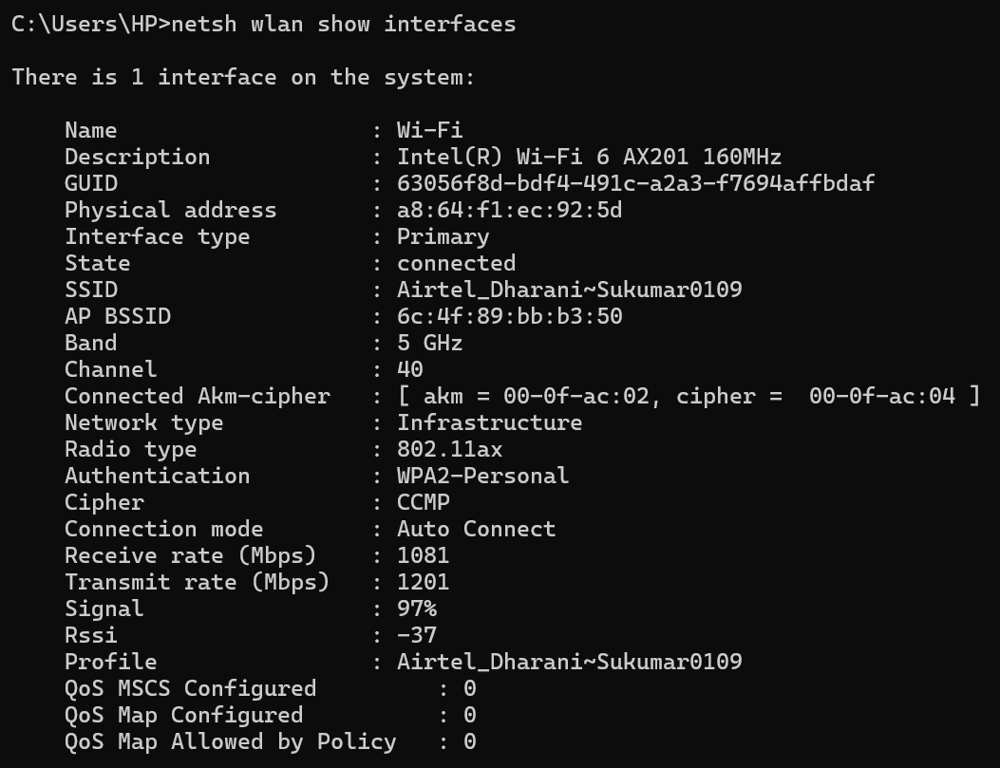 C:\Users\HP>netsh wlan show interfaces
There is 1 interface on the system:
Name : Wi-Fi
Description : Intel(R) Wi-Fi 6 AX201 160MHz
GUID : 63056f8d-bdf4-491c-a2a3-f7694affbdaf
Physical address : a8:64:f1:ec:92:5d
Interface type : Primary
State : connected
SSID : Airtel_Dharani~Sukumar0109
AP BSSID : 6c:4f:89:bb:b3:50
Band : 5 GHz
Channel : 40
Connected Akm-cipher : [ akm = 00-0f-ac:02, cipher = 00-0f-ac:04 ]
Network type : Infrastructure
Radio type : 802.11ax
Authentication : WPA2-Personal
Cipher : CCMP
Connection mode : Auto Connect
Receive rate (Mbps) : 1081
Transmit rate (Mbps) : 1201
Signal : 97%
Rssi : -37
Profile : Airtel_Dharani~Sukumar0109
QoS MSCS Configured : 0
QoS Map Configured : 0
QoS Map Allowed by Policy : 0